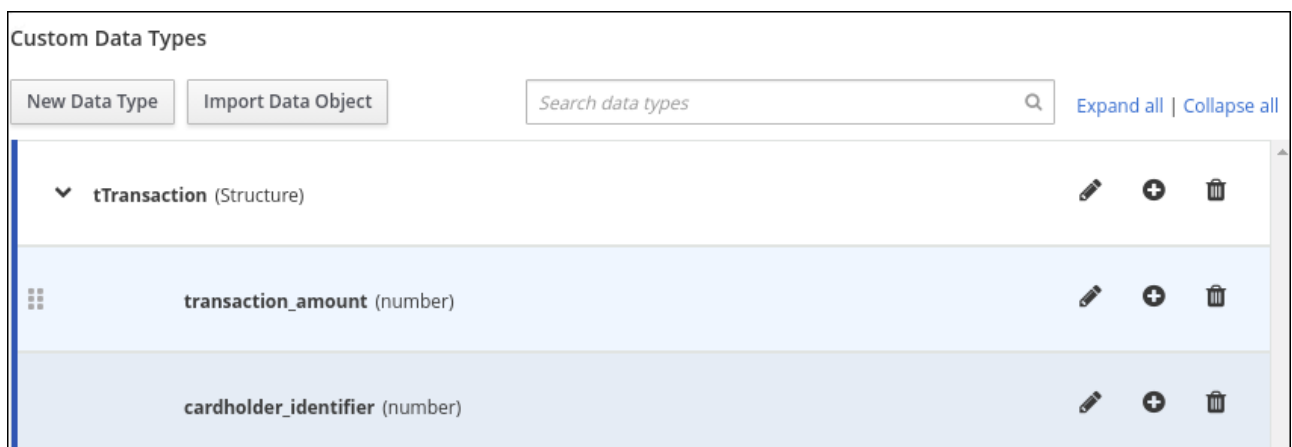 Custom Data Types
New Data Type Import Data Object Search data types Expand all | Collapse all
tTransaction (Structure)
transaction_amount (number)
cardholder_identifier (number)